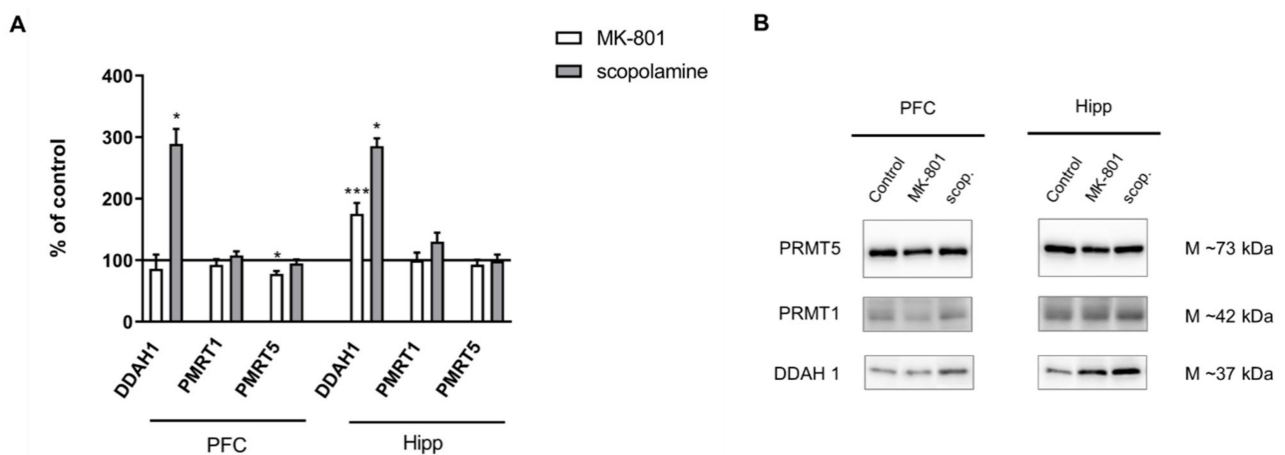 A
MK-801
scopolamine
% of control
400
300
200
100
0
*
***
*
*
DDAH1
PMRT1
PMRT5
DDAH1
PMRT1
PMRT5
PFC
Hipp
B
PFC
Hipp
Control
MK-801
scop.
Control
MK-801
scop.
PRMT5
M ~73 kDa
PRMT1
M ~42 kDa
DDAH 1
M ~37 kDa